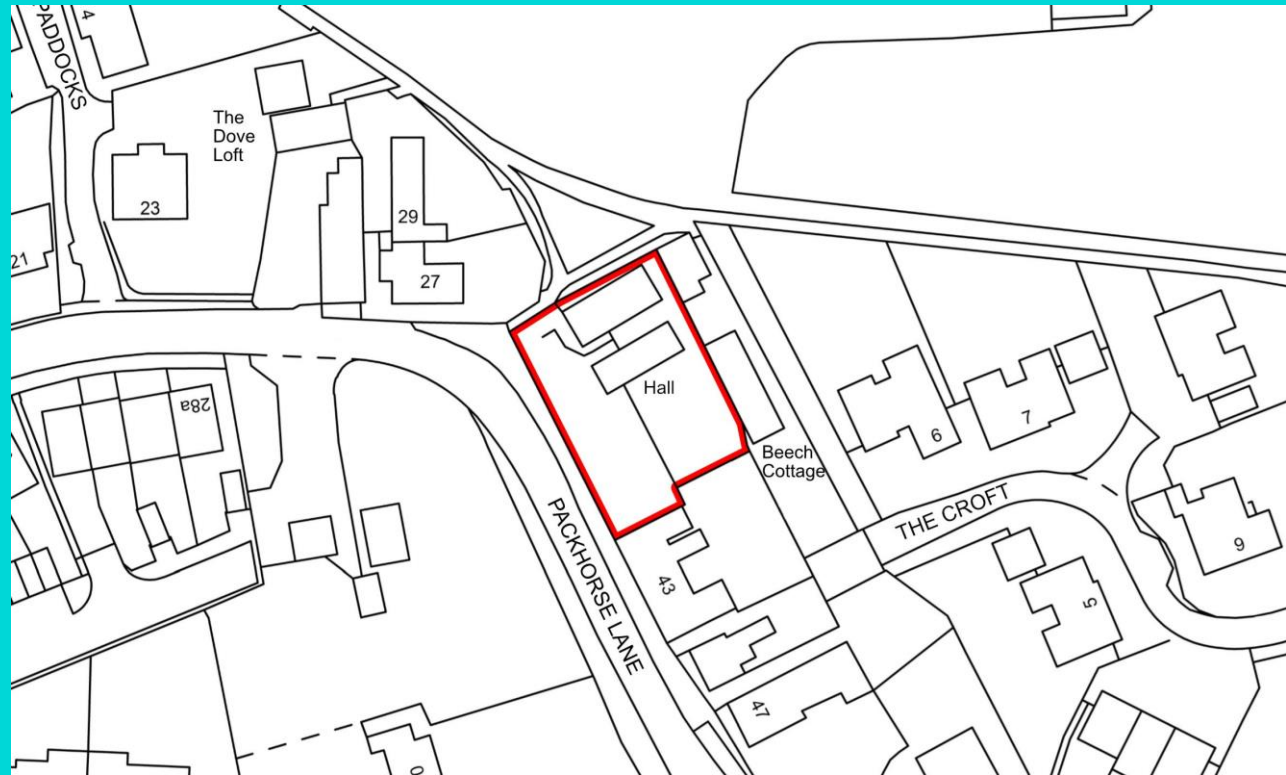 PADDOCKS
4
The
Dove
Loft
23
21
29
27
28a
Hall
Beech
Cottage
6
7
THE CROFT
9
5
PACKHORSE LANE
43
47